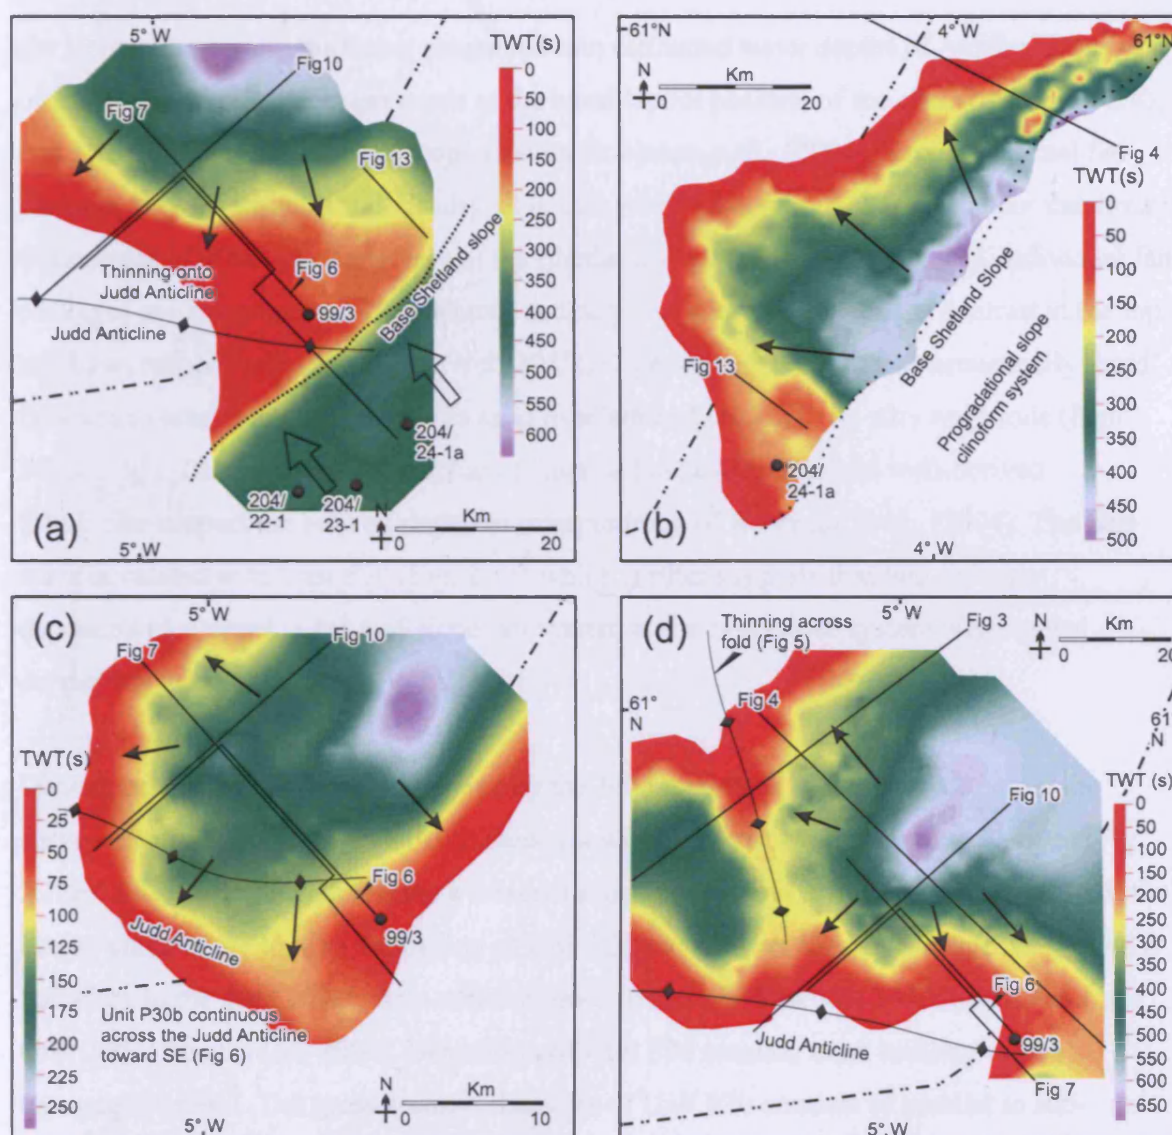 5° W
TWT(s)
0
50
100
150
200
250
300
350
400
450
500
550
600
Fig10
Fig 7
Fig 13
Fig 6
Thinning onto
Judd Anticline
Judd Anticline
99/3
Base Shetland slope
204/
24-1a
204/
22-1
204/
23-1
N
Km
0
20
(a)
5° W
(b)
61° N
4° W
61° N
N
Km
0
20
Fig 4
TWT(s)
0
50
100
150
200
250
300
350
400
450
500
Base Shetland Slope
Progradational slope
clinoform system
Fig 13
204/
24-1a
4° W
(c)
5° W
Fig 10
Fig 7
TWT(s)
0
25
50
75
100
125
150
175
200
225
250
Fig 6
99/3
Judd Anticline
Unit P30b continuous
across the Judd Anticline
toward SE (Fig 6)
N
Km
0
10
5° W
(d)
5° W
Thinning across
fold (Fig 5)
Fig 3
N
Km
0
20
61°
N
61°
N
Fig 4
Fig 10
TWT (s)
0
50
100
150
200
250
300
350
400
450
500
550
600
650
Fig 6
99/3
Judd Anticline
Fig 7
5° W